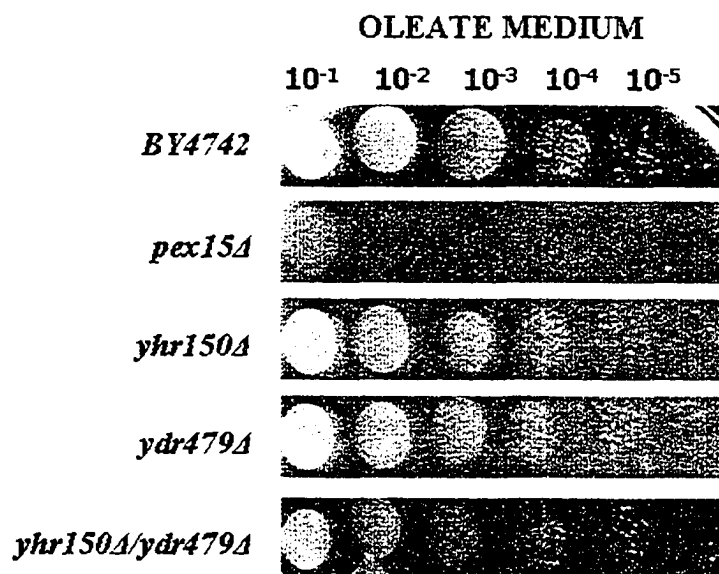 OLEATE MEDIUM
10⁻¹ 10⁻² 10⁻³ 10⁻⁴ 10⁻⁵
BY4742
pex15Δ
yhr150Δ
ydr479Δ
yhr150Δ/ydr479Δ